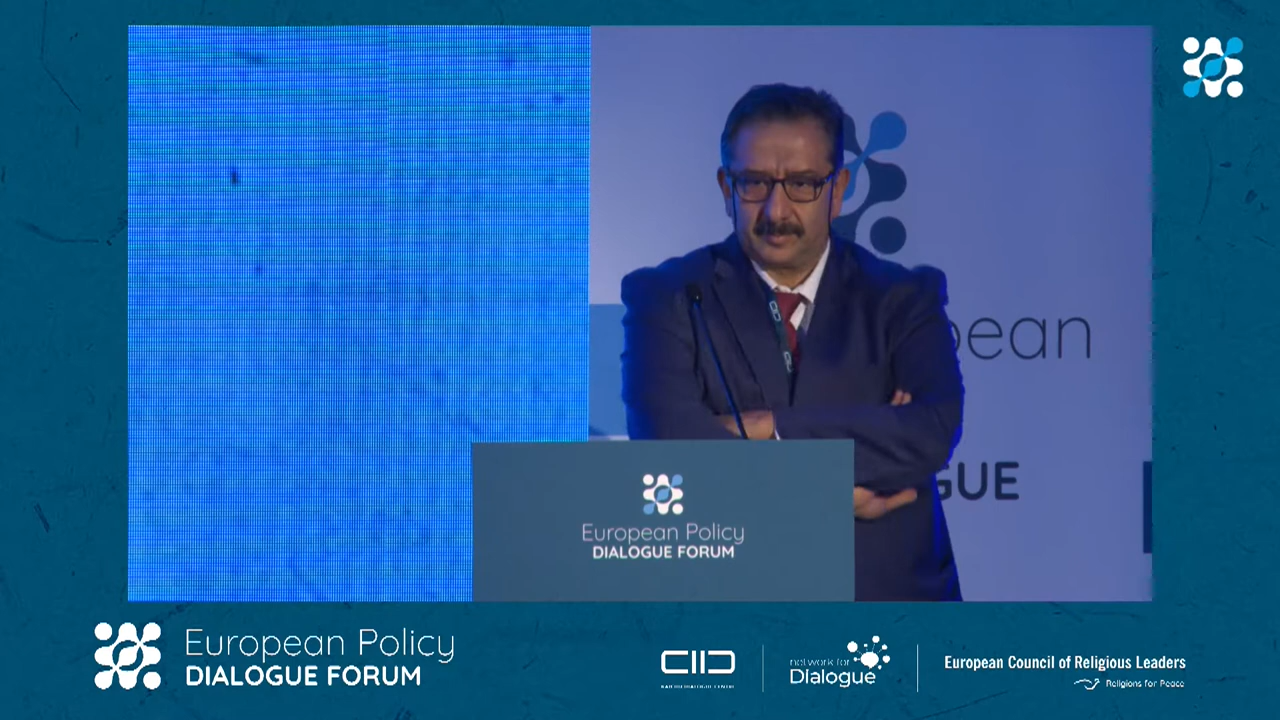 pean
GUE
European Policy
DIALOGUE FORUM
European Policy
DIALOGUE FORUM
network for
Dialogue
European Council of Religious Leaders
Religions for Peace